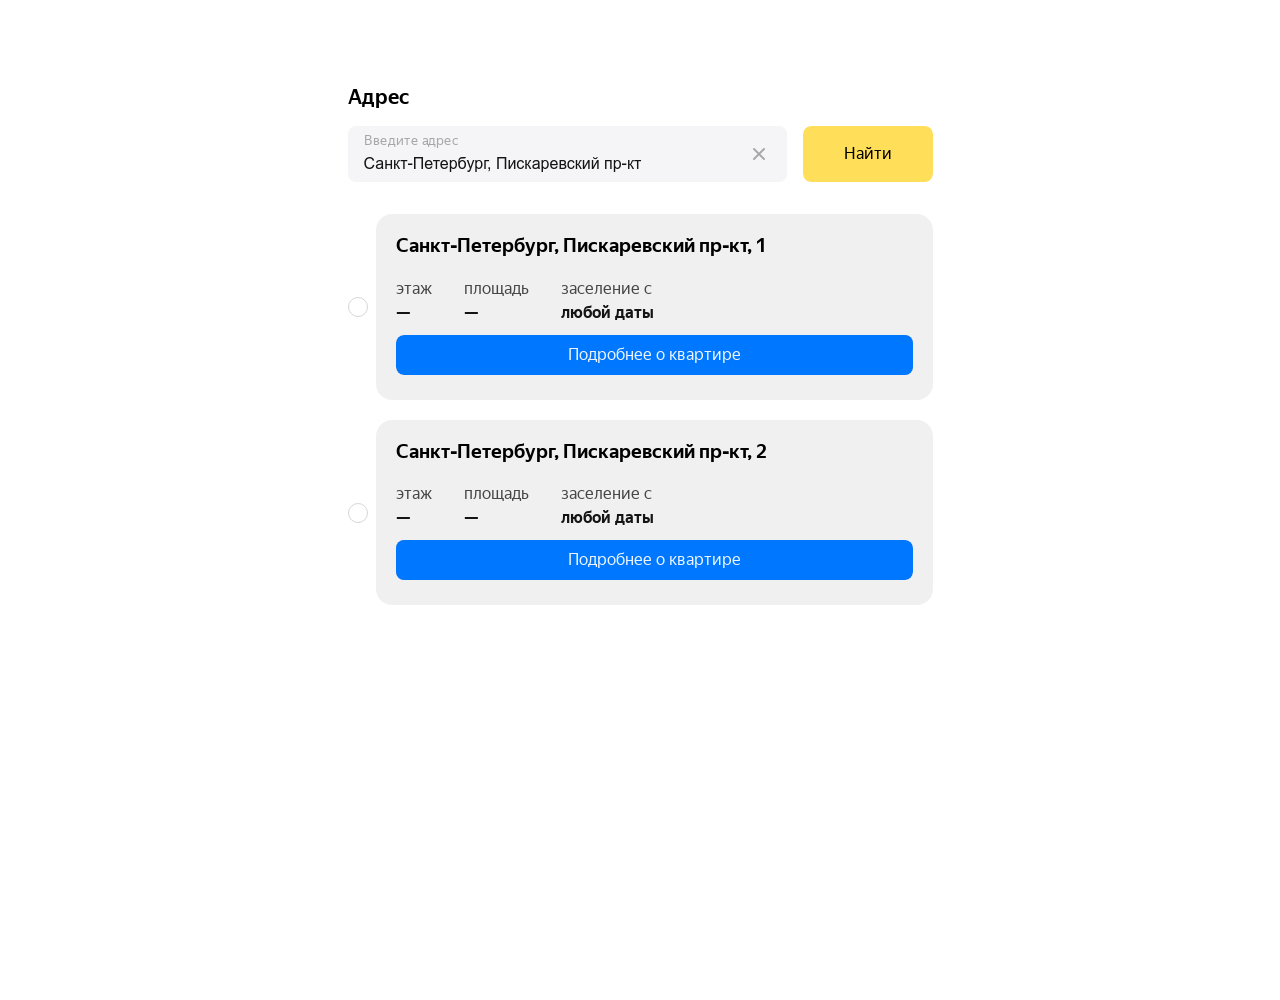 Адрес
Введите адрес
Санкт-Петербург, Пискаревский пр-кт
Найти
Санкт-Петербург, Пискаревский пр-кт, 1
этаж площадь заселение с
— — любой даты
Подробнее о квартире
Санкт-Петербург, Пискаревский пр-кт, 2
этаж площадь заселение с
— — любой даты
Подробнее о квартире